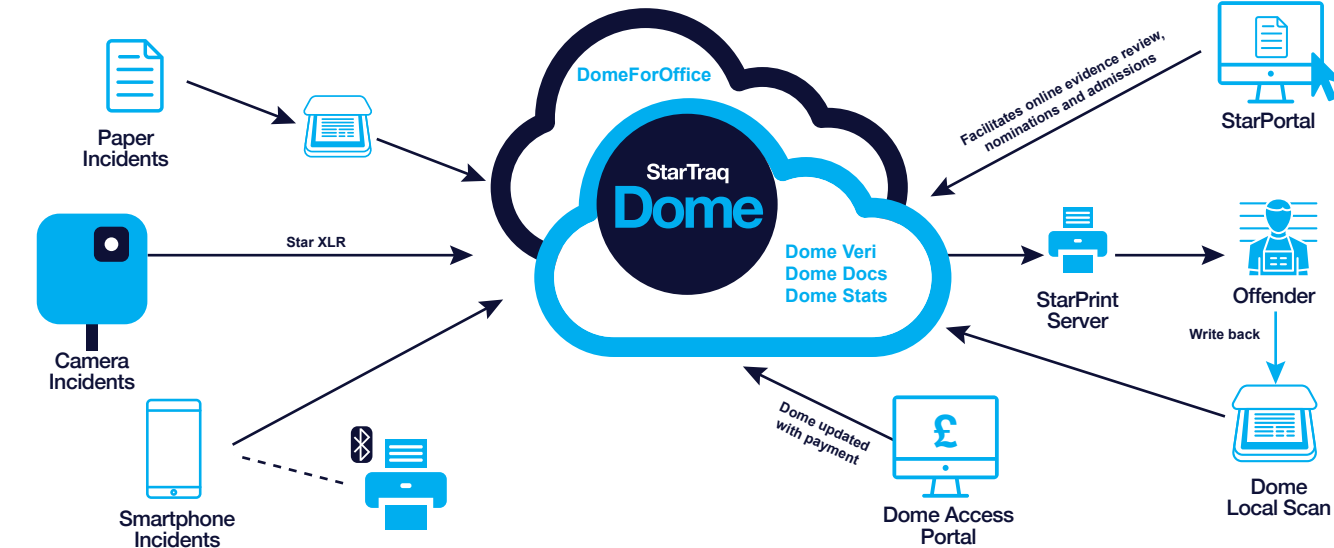 DomeForOffice
Facilitates online evidence review,
nominations and admissions
StarPortal
Paper
Incidents
StarTraq
Dome
Star XLR
Dome Veri
Dome Docs
Dome Stats
StarPrint
Server
Offender
Write back
Camera
Incidents
Dome updated
with payment
£
Smartphone
Incidents
Dome Access
Portal
Dome
Local Scan